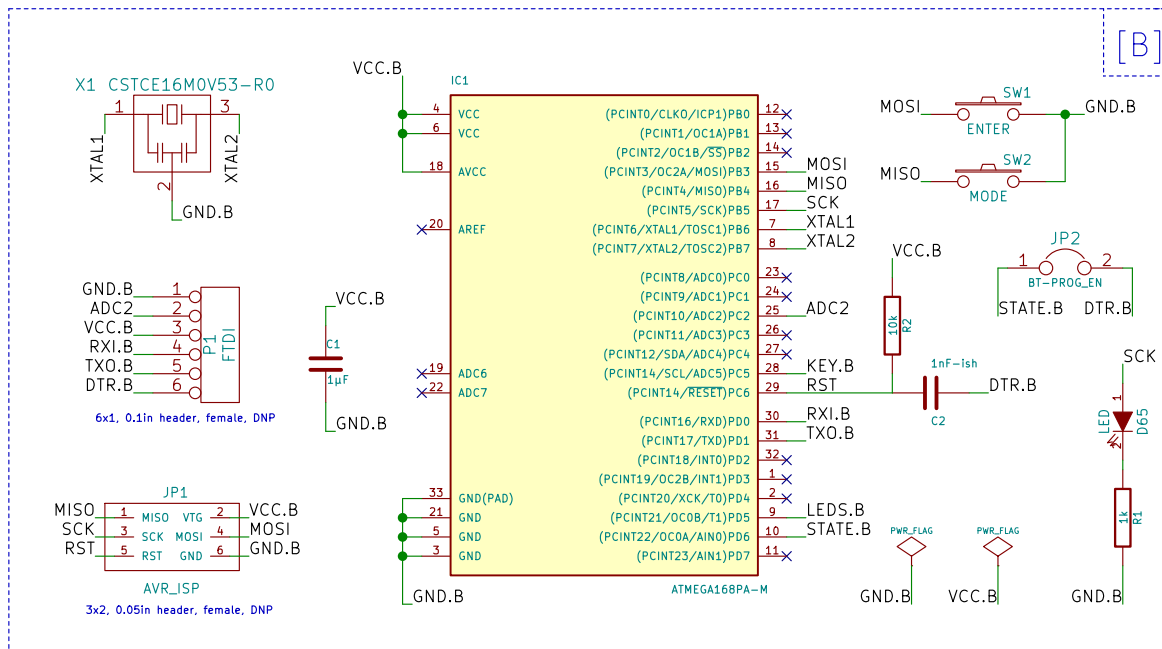 [B]
X1 CSTCE16M0V53-R0
1
3
XTAL1
XTAL2
2
GND.B
GND.B 1
ADC2 2
VCC.B 3
RXI.B 4
TXO.B 5
DTR.B 6
P1
FTDI
6x1, 0.1in header, female, DNP
JP1
MISO 1 MISO VTG 2 VCC.B
SCK 3 SCK MOSI 4 MOSI
RST 5 RST GND 6 GND.B
AVR_ISP
3x2, 0.05in header, female, DNP
VCC.B
C1
1µF
GND.B
VCC.B
IC1
4 VCC
6 VCC
18 AVCC
20 AREF
19 ADC6
22 ADC7
33 GND(PAD)
21 GND
5 GND
3 GND
GND.B
(PCINT0/CLKO/ICP1)PB0 12
(PCINT1/OC1A)PB1 13
(PCINT2/OC1B/SS)PB2 14
(PCINT3/OC2A/MOSI)PB3 15 MOSI
(PCINT4/MISO)PB4 16 MISO
(PCINT5/SCK)PB5 17 SCK
(PCINT6/XTAL1/TOSC1)PB6 7 XTAL1
(PCINT7/XTAL2/TOSC2)PB7 8 XTAL2
(PCINT8/ADC0)PC0 23
(PCINT9/ADC1)PC1 24
(PCINT10/ADC2)PC2 25 ADC2
(PCINT11/ADC3)PC3 26
(PCINT12/SDA/ADC4)PC4 27
(PCINT14/SCL/ADC5)PC5 28 KEY.B
(PCINT14/RESET)PC6 29 RST
(PCINT16/RXD)PD0 30 RXI.B
(PCINT17/TXD)PD1 31 TXO.B
(PCINT18/INT0)PD2 32
(PCINT19/OC2B/INT1)PD3 1
(PCINT20/XCK/T0)PD4 2
(PCINT21/OC0B/T1)PD5 9 LEDS.B
(PCINT22/OC0A/AIN0)PD6 10 STATE.B
(PCINT23/AIN1)PD7 11
ATMEGA168PA-M
MOSI
SW1
ENTER
GND.B
MISO
SW2
MODE
VCC.B
10k
R2
1nF-ish
C2
DTR.B
JP2
1
2
BT-PROG_EN
STATE.B
DTR.B
SCK
1
LED
D65
2
1k
R1
GND.B
PWR_FLAG
GND.B
PWR_FLAG
VCC.B